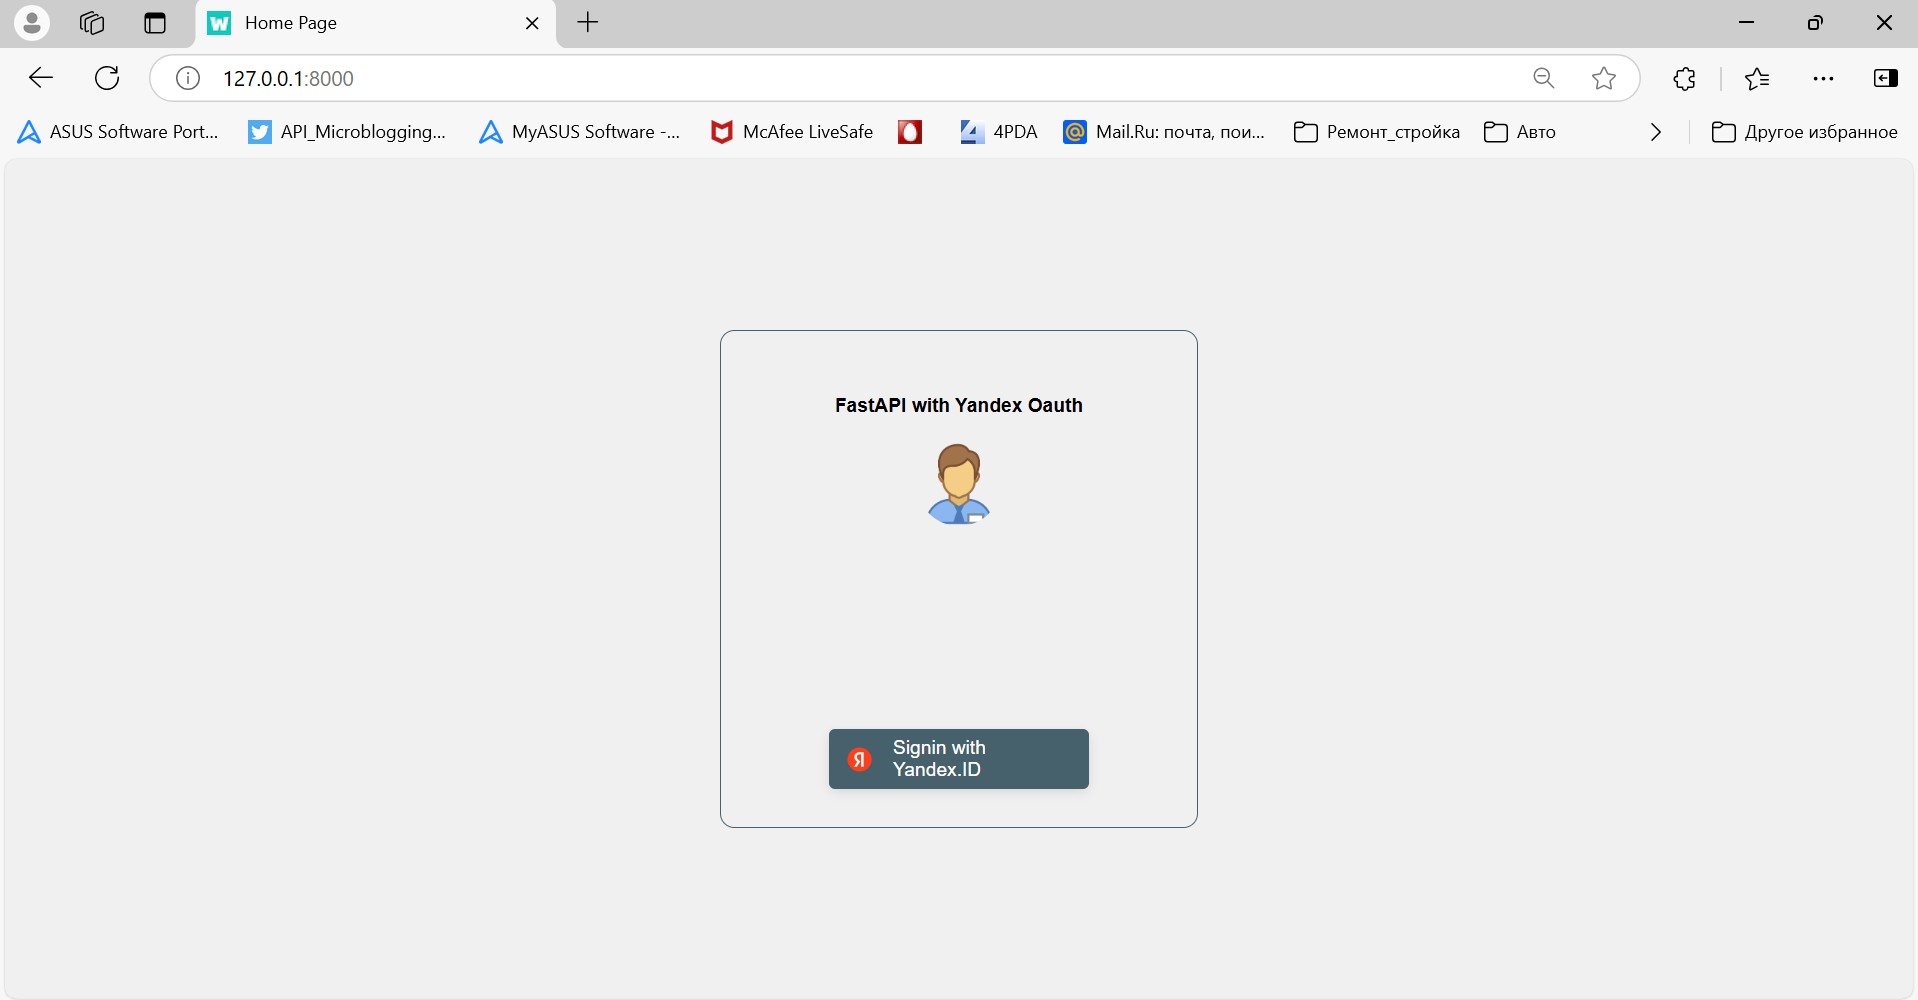 Home Page
127.0.0.1:8000
ASUS Software Port... API_Microblogging... MyASUS Software -... McAfee LiveSafe 4PDA Mail.Ru: почта, пои... Ремонт_стройка Авто Другое избранное
FastAPI with Yandex Oauth
Я
Signin with
Yandex.ID